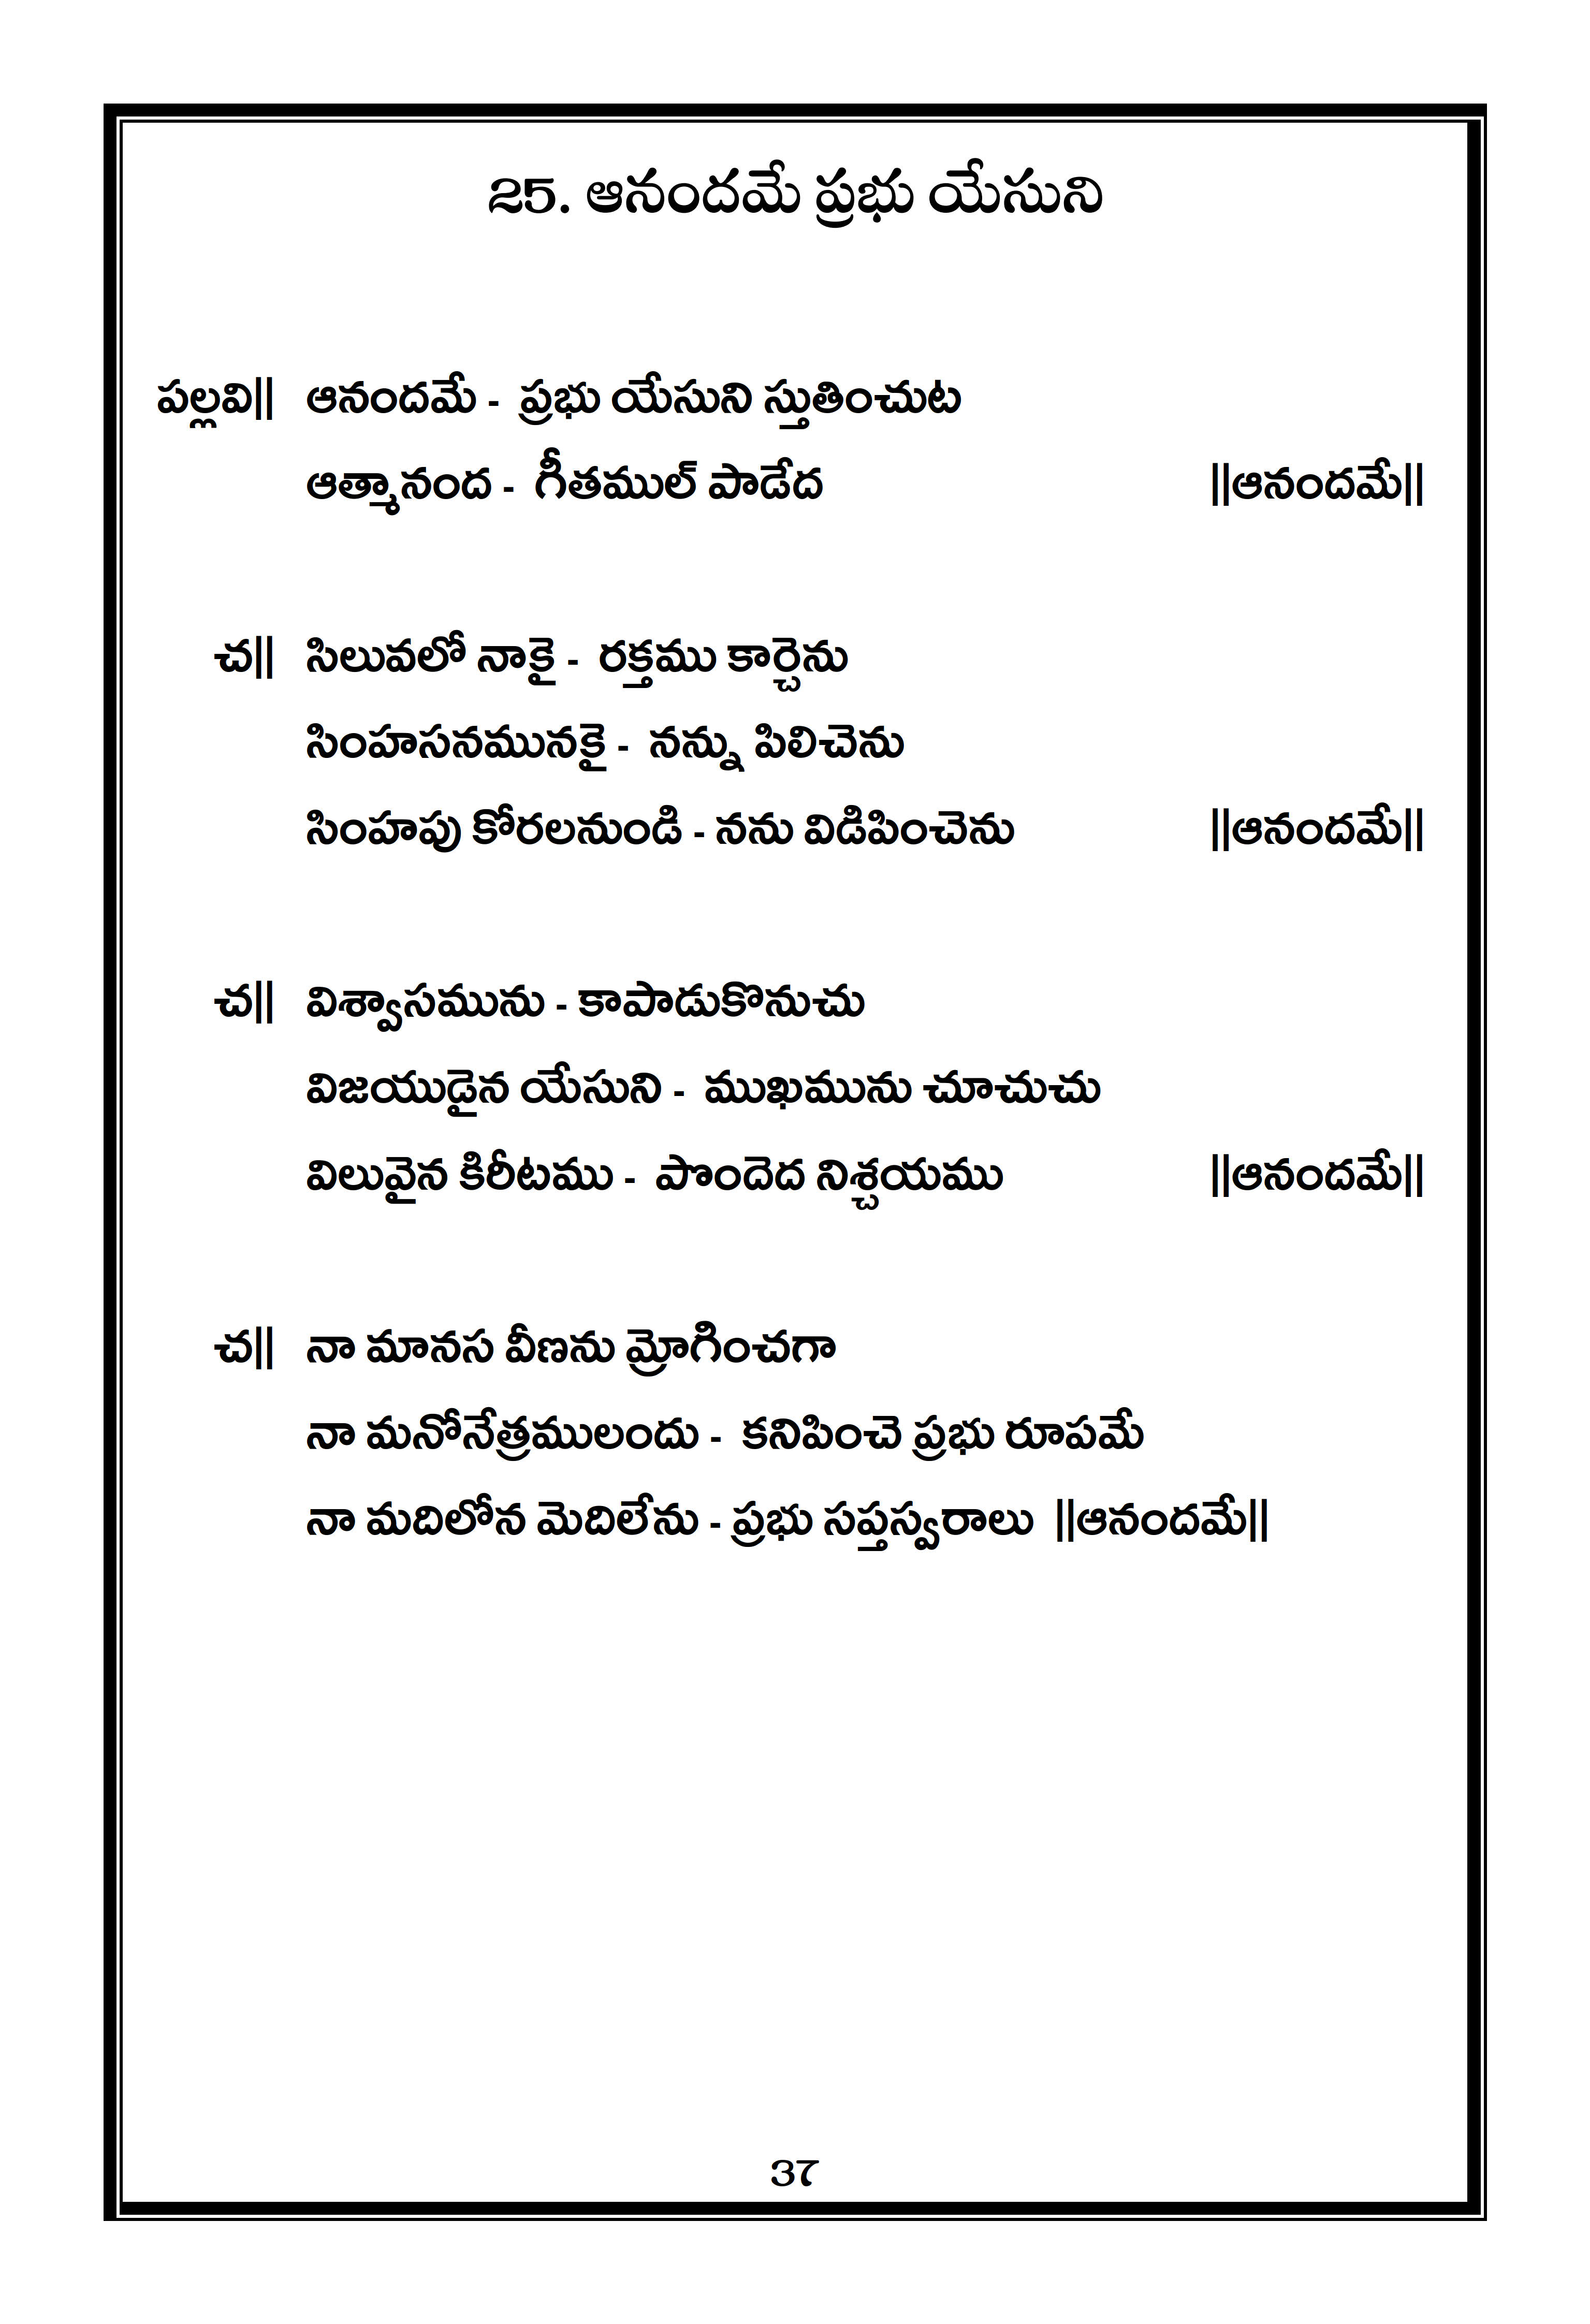 25. ఆనందమే ప్రభు యేసుని
పల్లవి|| ఆనందమే - ప్రభు యేసుని స్తుతించుట
ఆత్మానంద - గీతముల్ పాడేద ||ఆనందమే||
చ|| సిలువలో నాకై - రక్తము కార్చెను
సింహసనమునకై - నన్ను పిలిచెను
సింహపు కోరలనుండి - నను విడిపించెను ||ఆనందమే||
చ|| విశ్వాసమును - కాపాడుకొనుచు
విజయుడైన యేసుని - ముఖమును చూచుచు
విలువైన కిరీటము - పొందెద నిశ్చయము ||ఆనందమే||
చ|| నా మానస వీణను మ్రోగించగా
నా మనోనేత్రములందు - కనిపించె ప్రభు రూపమే
నా మదిలోన మెదిలేను - ప్రభు సప్తస్వరాలు ||ఆనందమే||
37